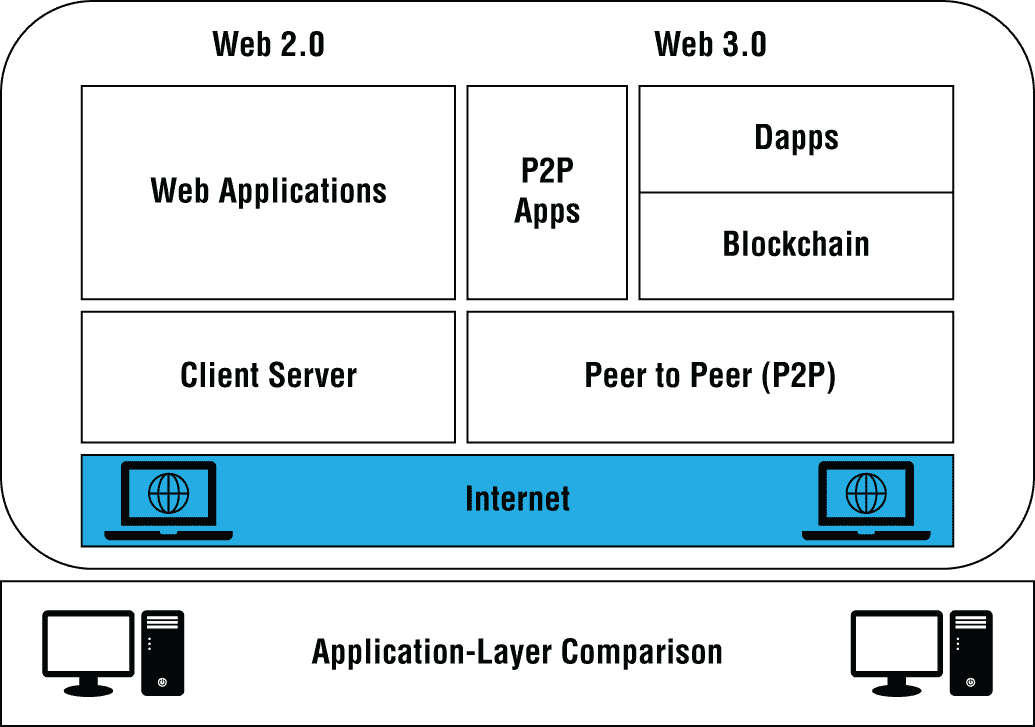 Web 2.0
Web 3.0
Web Applications
P2P
Apps
Dapps
Blockchain
Client Server
Peer to Peer (P2P)
Internet
Application-Layer Comparison